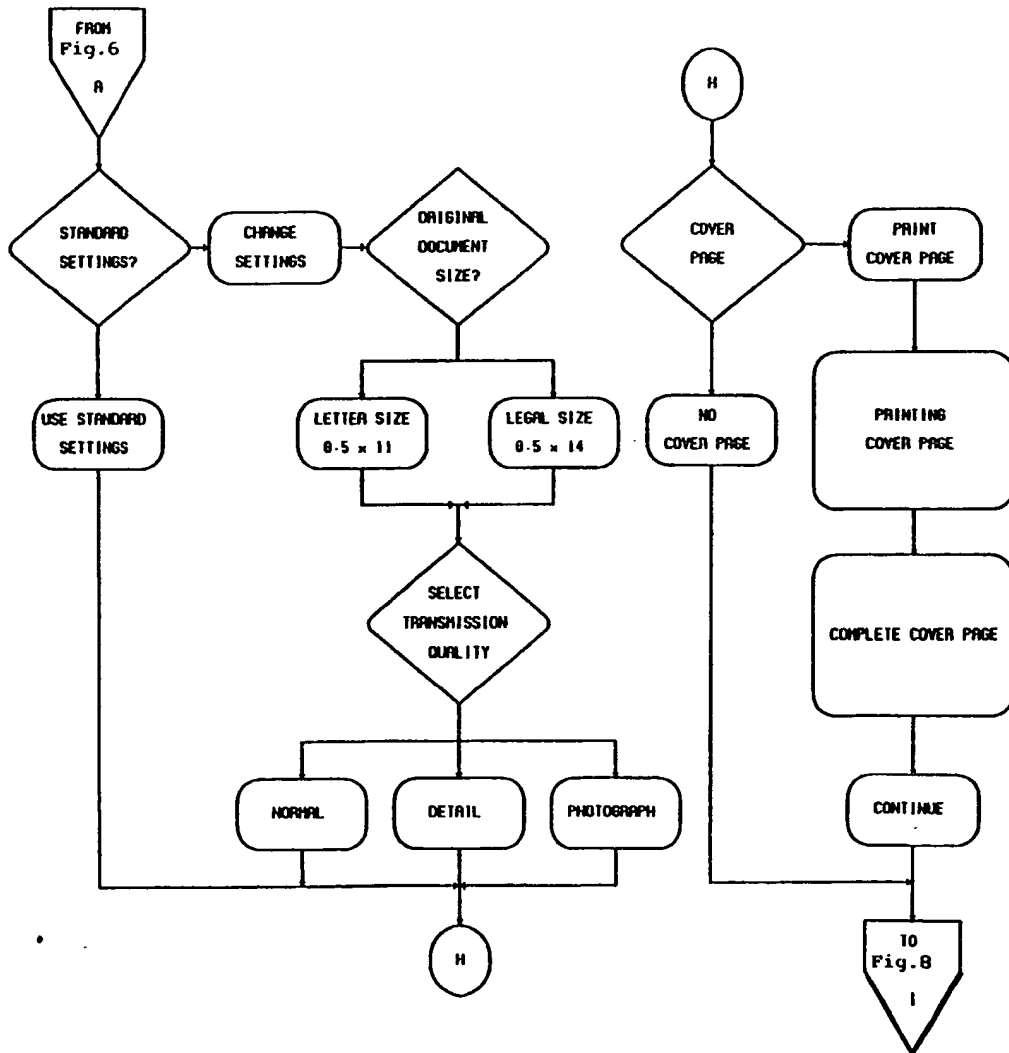 FROM
Fig.6
A
STANDARD
SETTINGS?
CHANGE
SETTINGS
ORIGINAL
DOCUMENT
SIZE?
USE STANDARD
SETTINGS
LETTER SIZE
8.5 x 11
LEGAL SIZE
8.5 x 14
SELECT
TRANSMISSION
QUALITY
NORMAL
DETAIL
PHOTOGRAPH
H
H
COVER
PAGE
PRINT
COVER PAGE
NO
COVER PAGE
PRINTING
COVER PAGE
COMPLETE COVER PAGE
CONTINUE
TO
Fig.8
I